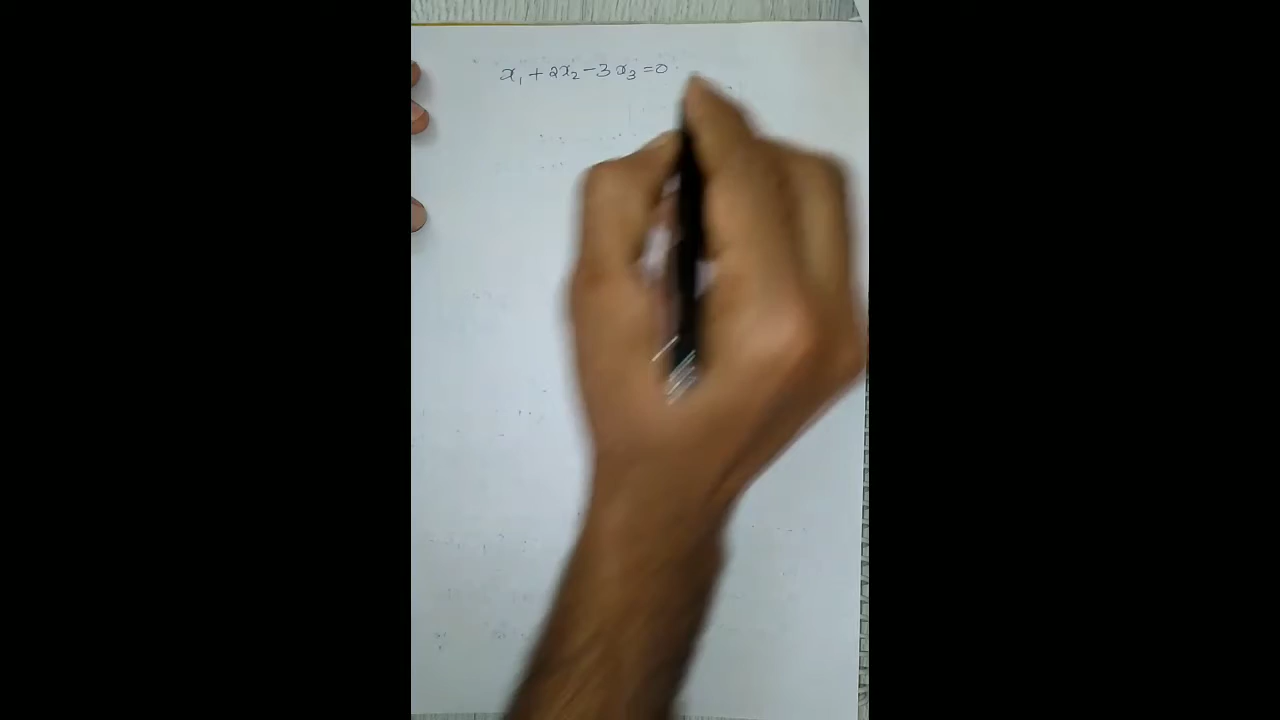 x₁ + 2x₂ - 3x₃ = 0